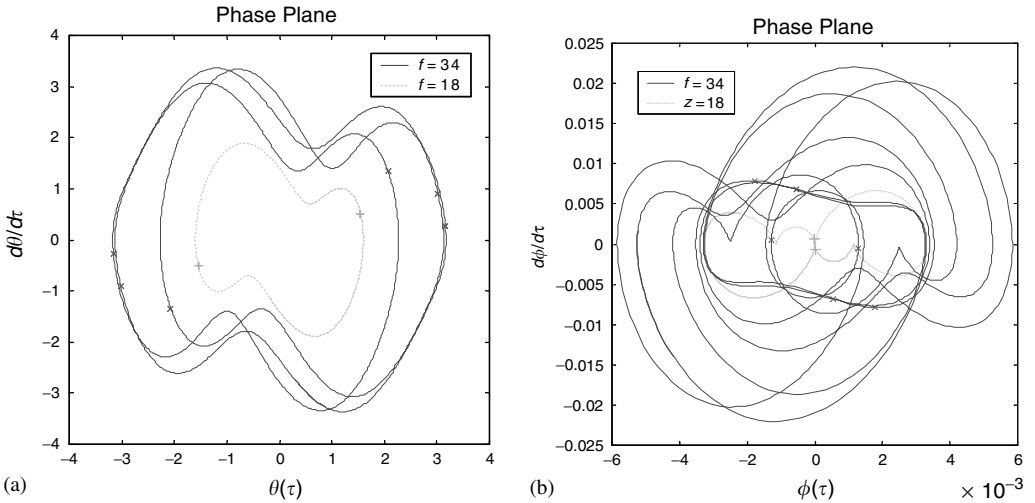 Phase Plane
4
3
2
1
0
−1
−2
−3
−4
dθ/dτ
f = 34
f = 18
−4 −3 −2 −1 0 1 2 3 4
θ(τ)
(a)
Phase Plane
0.025
0.02
0.015
0.01
0.005
0
−0.005
−0.01
−0.015
−0.02
−0.025
dϕ/dτ
f = 34
z = 18
−6 −4 −2 0 2 4 6
ϕ(τ)
× 10−3
(b)